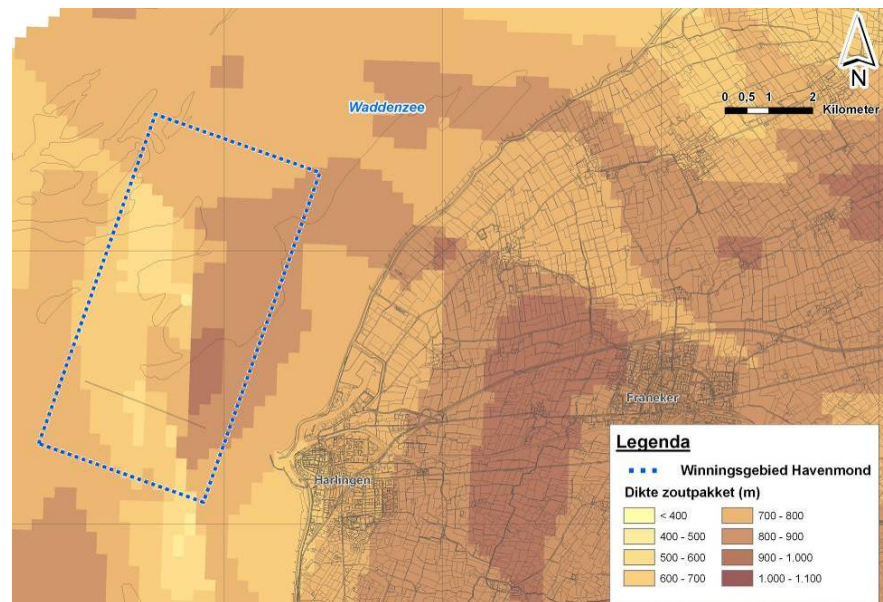 Waddenzee
N
0 0,5 1 2
Kilometer
Franeker
Harlingen
Legenda
Winningsgebied Havenmond
Dikte zoutpakket (m)
< 400
400 - 500
500 - 600
600 - 700
700 - 800
800 - 900
900 - 1.000
1.000 - 1.100